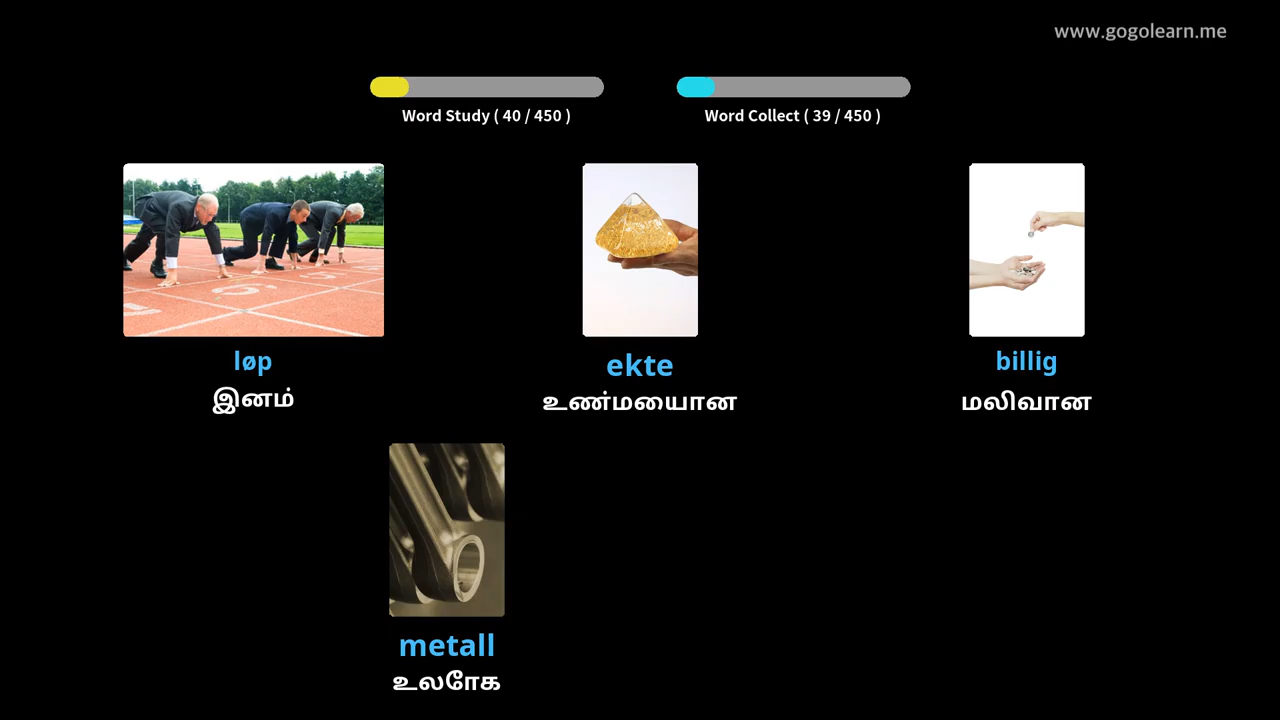 www.gogolearn.me
Word Study ( 40 / 450 )
Word Collect ( 39 / 450 )
løp
ekte
billig
இனம்
உண்மையான
மலிவான
metall
உலோக